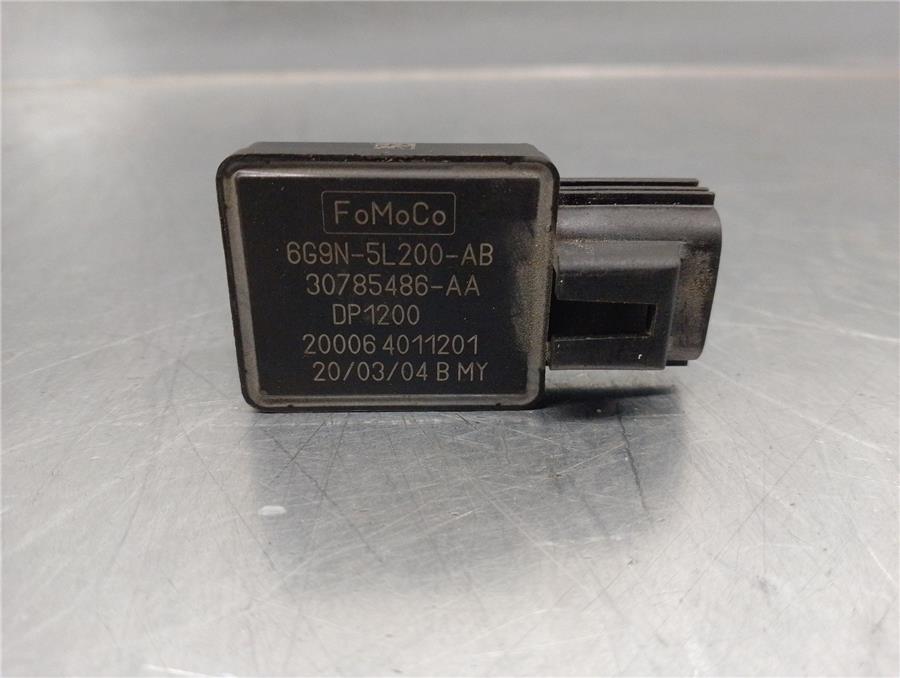 FoMoCo
6G9N-5L200-AB
30785486-AA
DP1200
20006 4011201
20/03/04 B MY